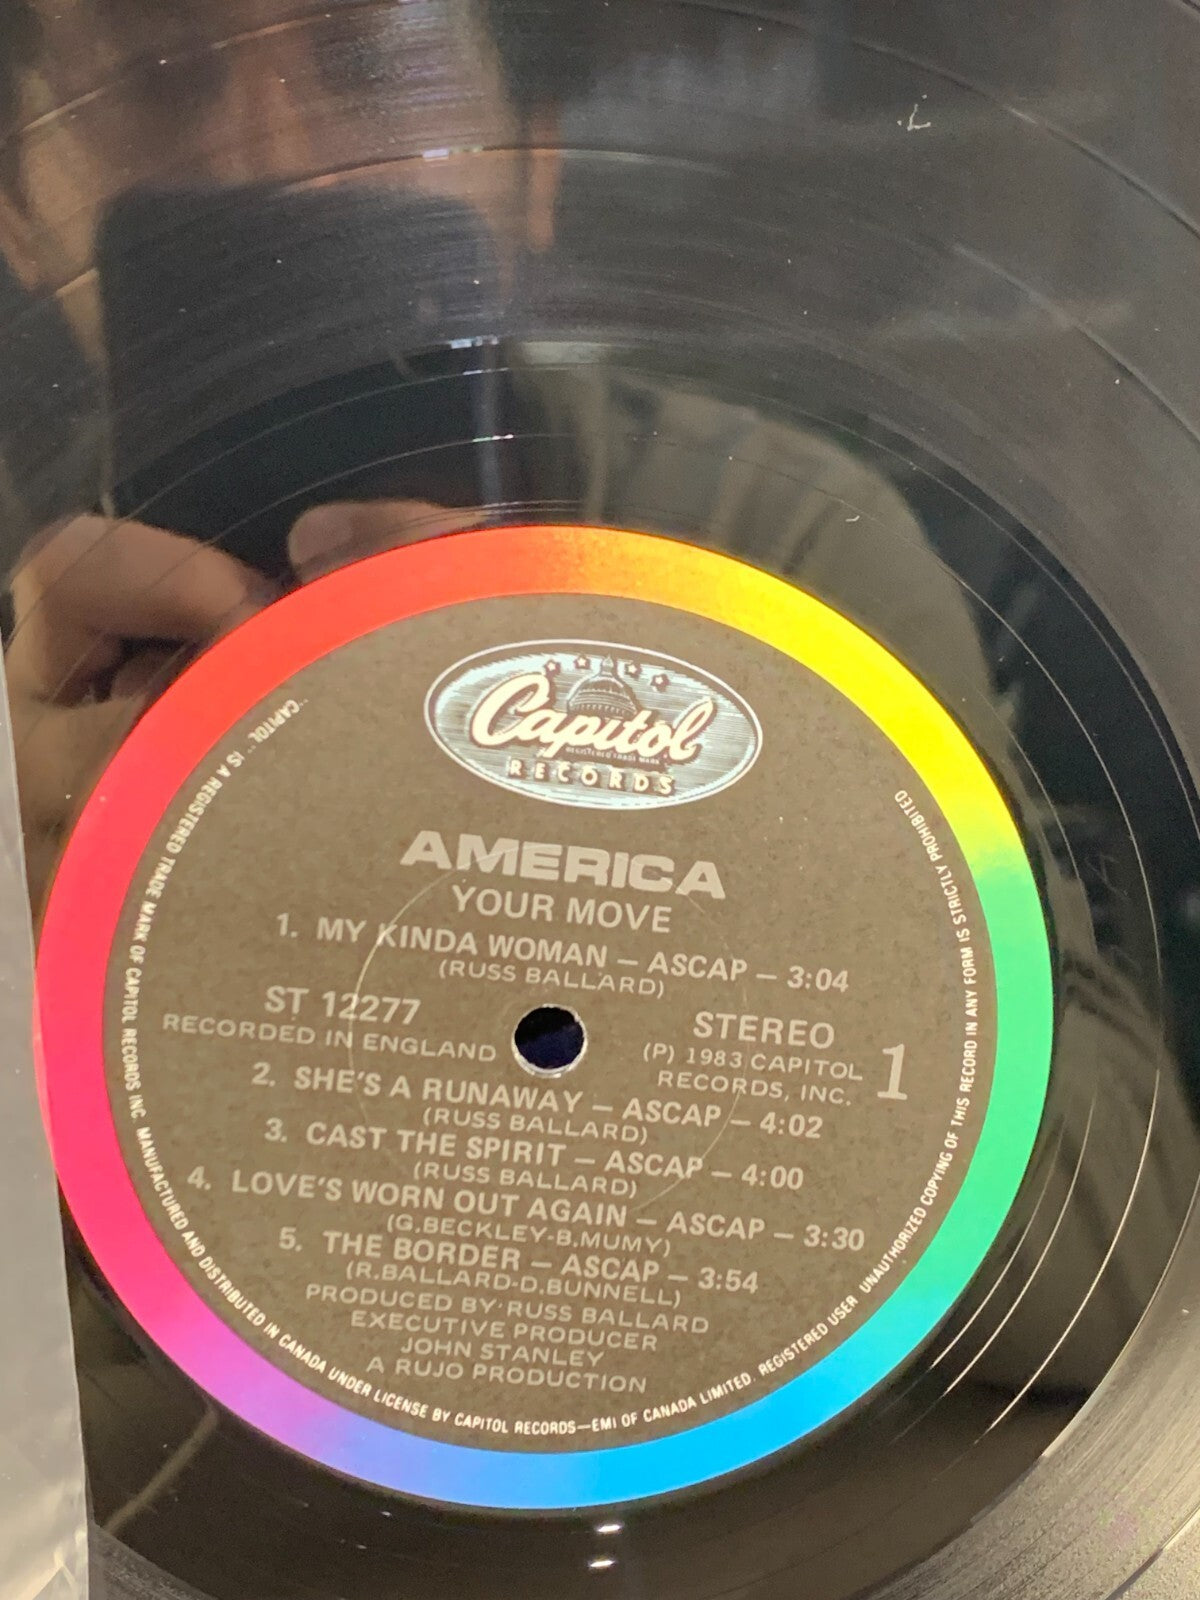 Capitol
REGISTERED TRADE MARK
RECORDS
AMERICA
YOUR MOVE
1. MY KINDA WOMAN – ASCAP – 3:04
(RUSS BALLARD)
ST 12277
RECORDED IN ENGLAND
STEREO
(P) 1983 CAPITOL
RECORDS, INC.
1
2. SHE'S A RUNAWAY – ASCAP – 4:02
(RUSS BALLARD)
3. CAST THE SPIRIT – ASCAP – 4:00
(RUSS BALLARD)
4. LOVE'S WORN OUT AGAIN – ASCAP – 3:30
(G.BECKLEY-B.MUMY)
5. THE BORDER – ASCAP – 3:54
(R.BALLARD-D.BUNNELL)
PRODUCED BY RUSS BALLARD
EXECUTIVE PRODUCER
JOHN STANLEY
A RUJO PRODUCTION
"CAPITOL" IS A REGISTERED TRADE MARK OF CAPITOL RECORDS INC. MANUFACTURED AND DISTRIBUTED IN CANADA UNDER LICENSE BY CAPITOL RECORDS—EMI OF CANADA LIMITED. REGISTERED USER UNAUTHORIZED COPYING OF THIS RECORD IN ANY FORM IS STRICTLY PROHIBITED